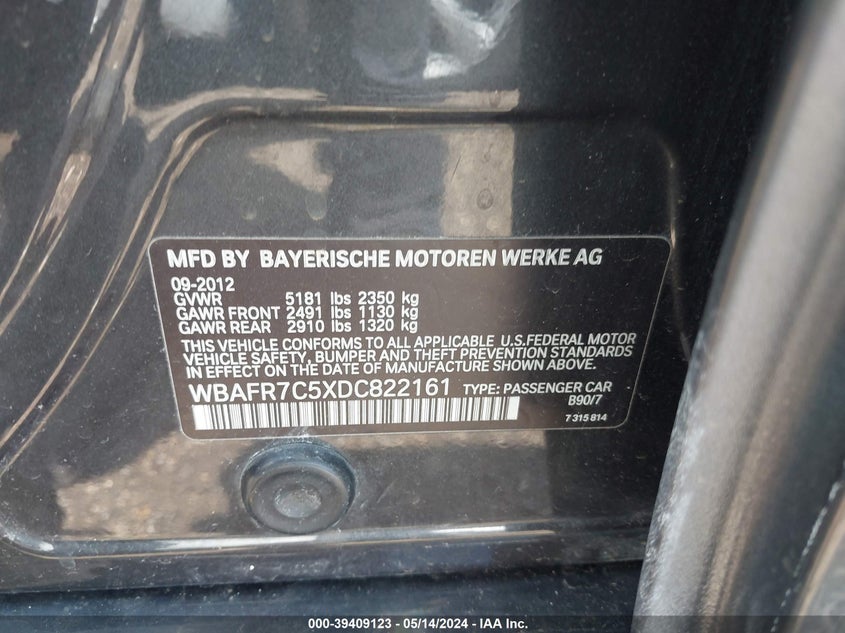 MFD BY BAYERISCHE MOTOREN WERKE AG
09-2012
GVWR 5181 lbs 2350 kg
GAWR FRONT 2491 lbs 1130 kg
GAWR REAR 2910 lbs 1320 kg
THIS VEHICLE CONFORMS TO ALL APPLICABLE U.S.FEDERAL MOTOR
VEHICLE SAFETY, BUMPER AND THEFT PREVENTION STANDARDS
IN EFFECT ON THE DATE OF MANUFACTURE SHOWN ABOVE.
WBAFR7C5XDC822161 TYPE: PASSENGER CAR
B90/7
7 315 814
000-39409123 - 05/14/2024 - IAA Inc.